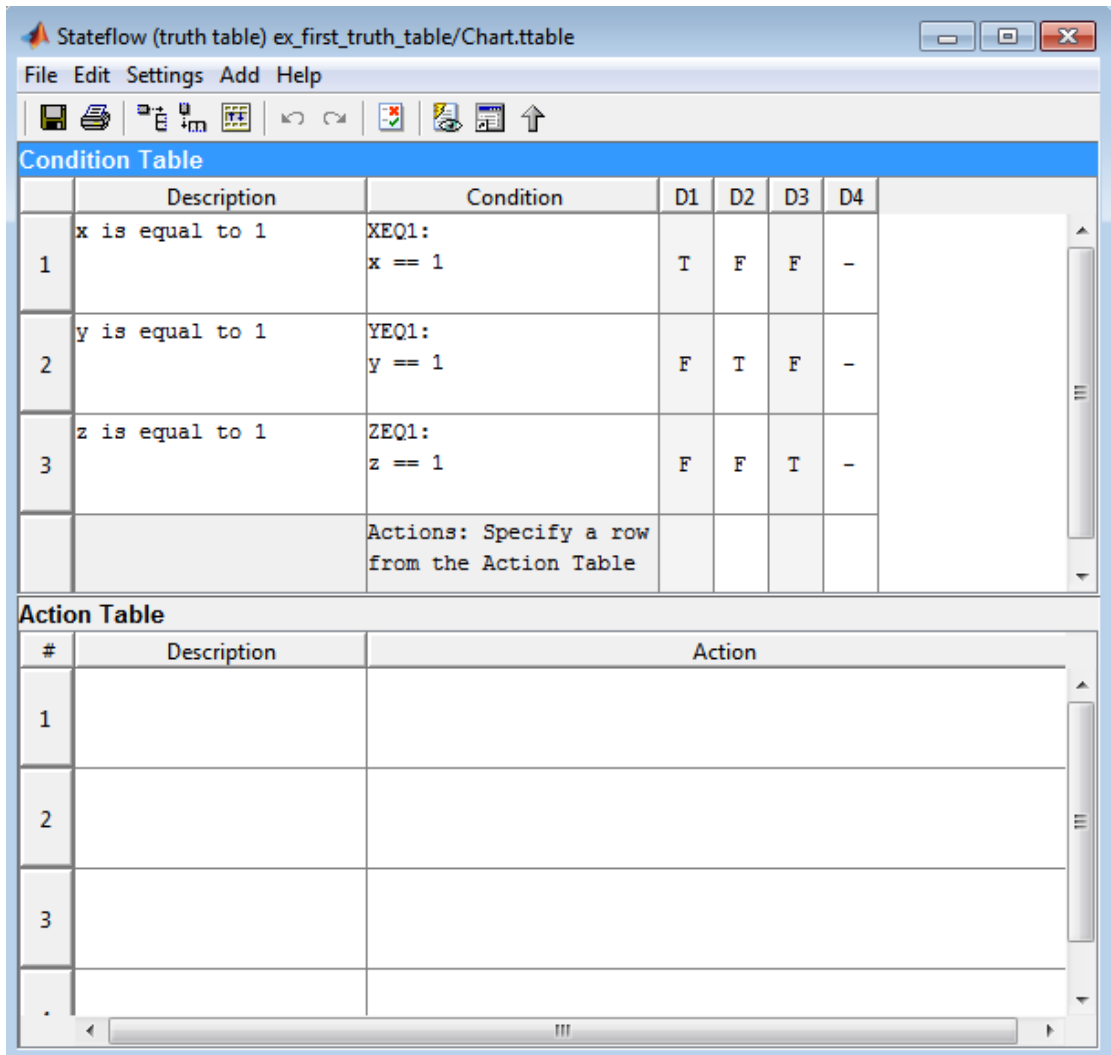 Stateflow (truth table) ex_first_truth_table/Chart.ttable
File Edit Settings Add Help
Condition Table
Description Condition D1 D2 D3 D4
x is equal to 1 XEQ1:
1 x == 1 T F F -
y is equal to 1 YEQ1:
2 y == 1 F T F -
z is equal to 1 ZEQ1:
3 z == 1 F F T -
Actions: Specify a row
from the Action Table
Action Table
# Description Action
1
2
3